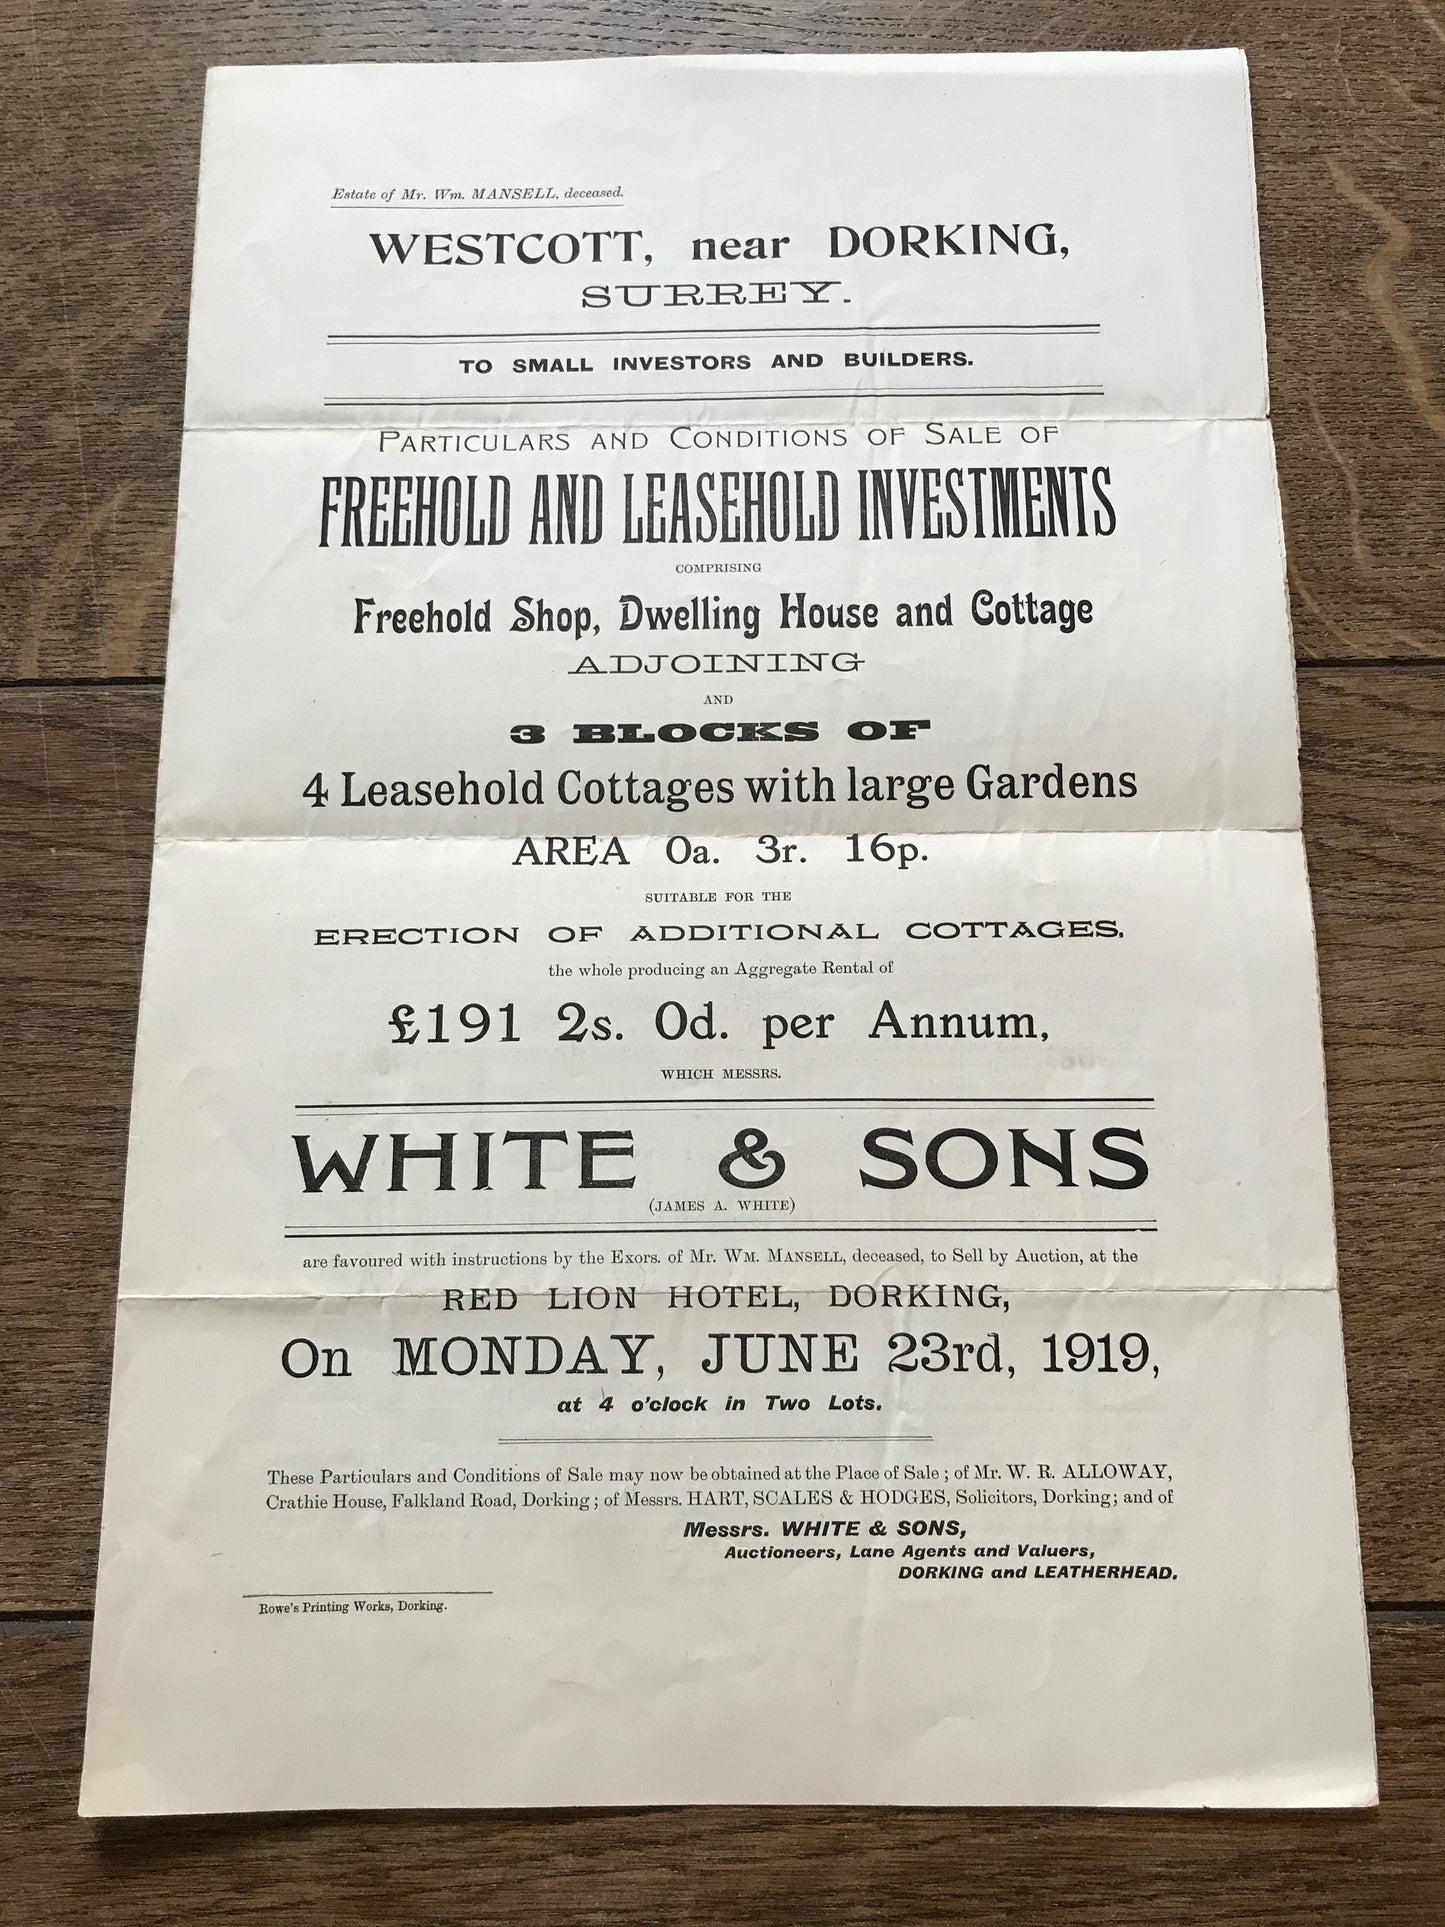 Estate of Mr. Wm. MANSELL, deceased.
WESTCOTT, near DORKING,
SURREY.
TO SMALL INVESTORS AND BUILDERS.
PARTICULARS AND CONDITIONS OF SALE OF
FREEHOLD AND LEASEHOLD INVESTMENTS
COMPRISING
Freehold Shop, Dwelling House and Cottage
ADJOINING
AND
3 BLOCKS OF
4 Leasehold Cottages with large Gardens
AREA 0a. 3r. 16p.
SUITABLE FOR THE
ERECTION OF ADDITIONAL COTTAGES.
the whole producing an Aggregate Rental of
£191 2s. 0d. per Annum,
WHICH MESSRS.
WHITE & SONS
(JAMES A. WHITE)
are favoured with instructions by the Exors. of Mr. WM. MANSELL, deceased, to Sell by Auction, at the
RED LION HOTEL, DORKING,
On MONDAY, JUNE 23rd, 1919,
at 4 o'clock in Two Lots.
These Particulars and Conditions of Sale may now be obtained at the Place of Sale; of Mr. W. R. ALLOWAY,
Crathie House, Falkland Road, Dorking; of Messrs. HART, SCALES & HODGES, Solicitors, Dorking; and of
Messrs. WHITE & SONS,
Auctioneers, Lane Agents and Valuers,
DORKING and LEATHERHEAD.
Rowe's Printing Works, Dorking.